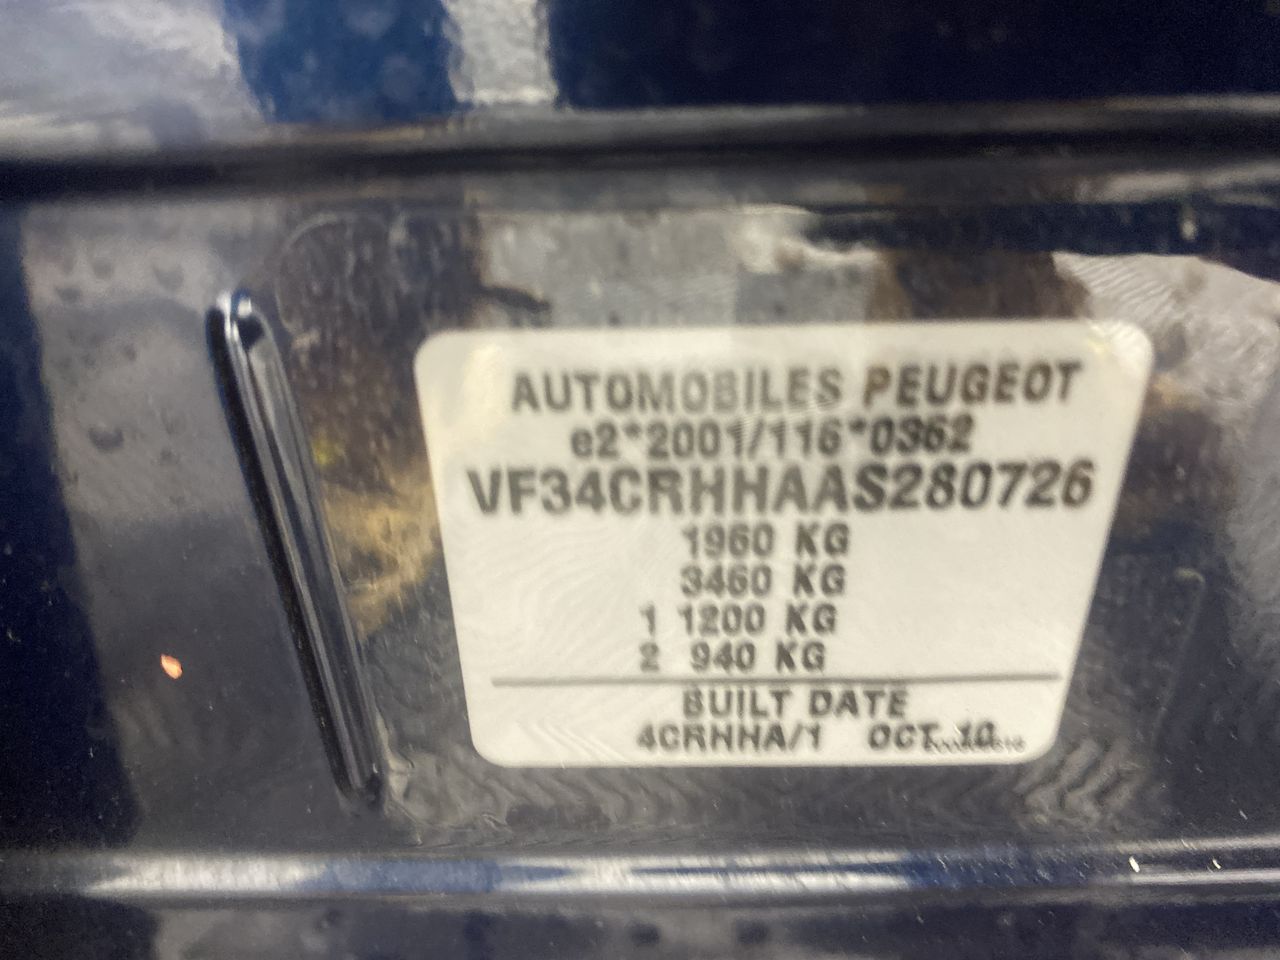 AUTOMOBILES PEUGEOT
e2*2001/116*0362
VF34CRHHAAS280726
1960 KG
3460 KG
1 1200 KG
2 940 KG
BUILT DATE
4CRHHA/1 OCT 10